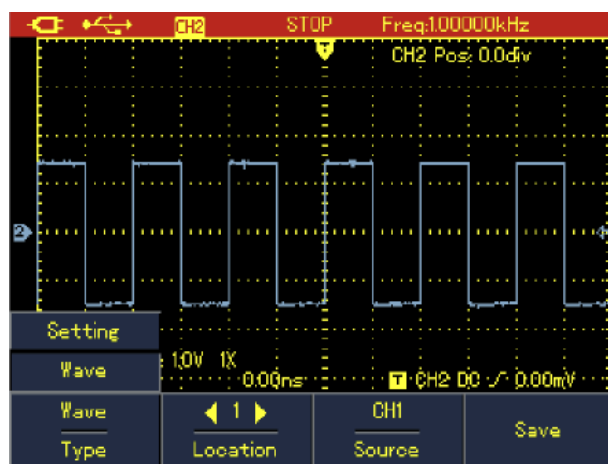 CH2 STOP Freq:1.00000kHz
T
CH2 Pos: 0.0div
2
Setting
Wave
: 1.0V 1X
0.00ns
T CH2 DC 0.00mV
Wave
Type
1
Location
CH1
Source
Save